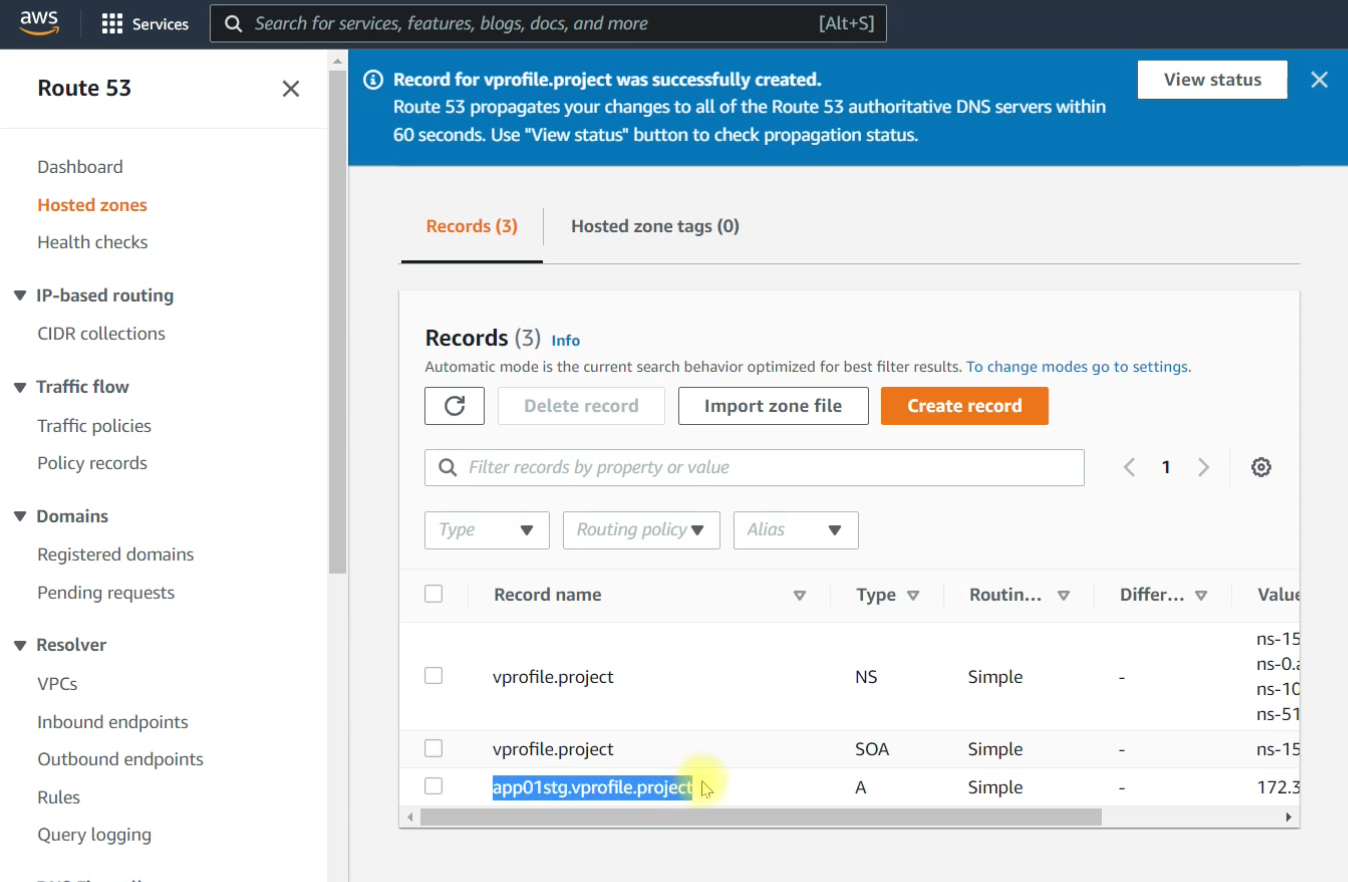 aws
Services
Search for services, features, blogs, docs, and more
[Alt+S]
Route 53
Dashboard
Hosted zones
Health checks
IP-based routing
CIDR collections
Traffic flow
Traffic policies
Policy records
Domains
Registered domains
Pending requests
Resolver
VPCs
Inbound endpoints
Outbound endpoints
Rules
Query logging
Record for vprofile.project was successfully created.
Route 53 propagates your changes to all of the Route 53 authoritative DNS servers within
60 seconds. Use "View status" button to check propagation status.
View status
Records (3)
Hosted zone tags (0)
Records (3) Info
Automatic mode is the current search behavior optimized for best filter results. To change modes go to settings.
Delete record
Import zone file
Create record
Filter records by property or value
1
Type
Routing policy
Alias
Record name
Type
Routin...
Differ...
Value
vprofile.project
NS
Simple
-
ns-15
ns-0.
ns-10
ns-51
vprofile.project
SOA
Simple
-
ns-15
app01stg.vprofile.project
A
Simple
-
172.3